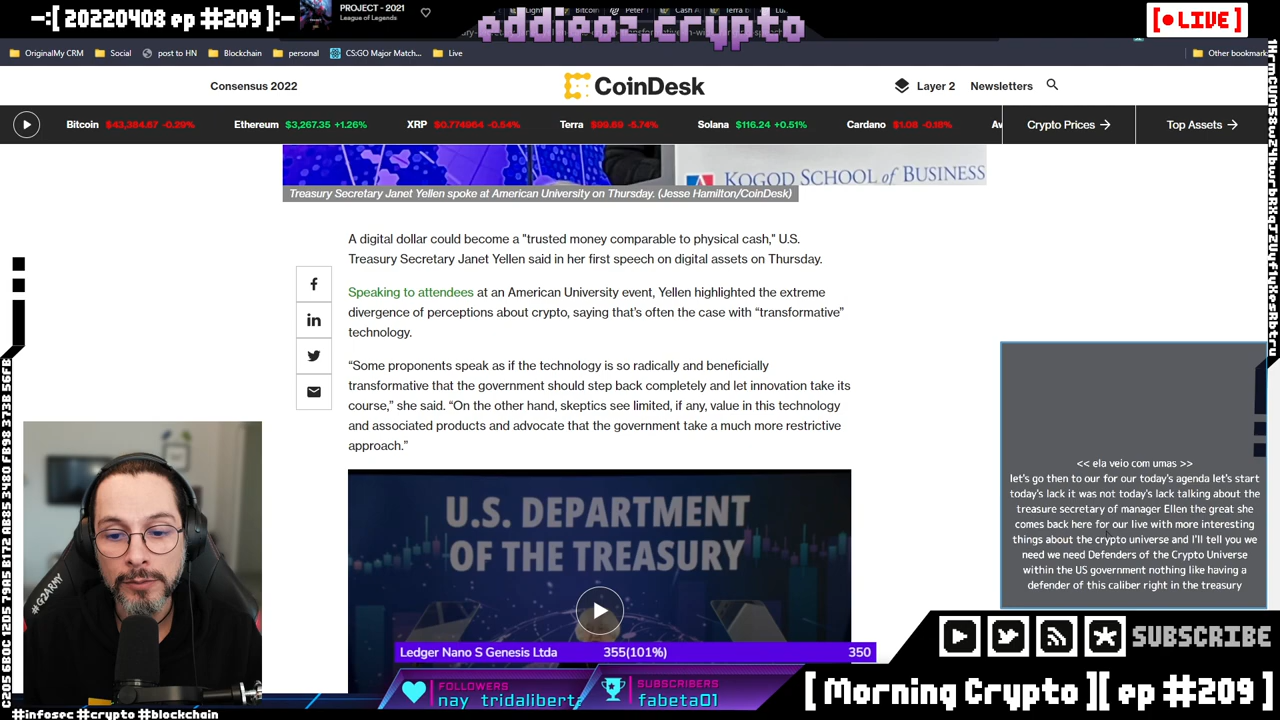 -:[ 20220408 ep #209 ]:-
PROJECT - 2021
League of Legends
Bitcoin
Peter
Cash A
Terra b
eddieoz.crypto
[ LIVE ]
OriginalMy CRM
Social
post to HN
Blockchain
personal
CS:GO Major Match...
Live
Other bookmark
Consensus 2022
CoinDesk
Layer 2
Newsletters
Bitcoin $43,384.67 -0.29%
Ethereum $3,267.35 +1.26%
XRP $0.774964 -0.54%
Terra $99.69 -5.74%
Solana $116.24 +0.51%
Cardano $1.08 -0.18%
Av
Crypto Prices →
Top Assets →
KOGOD SCHOOL of BUSINESS
Treasury Secretary Janet Yellen spoke at American University on Thursday. (Jesse Hamilton/CoinDesk)
A digital dollar could become a "trusted money comparable to physical cash," U.S.
Treasury Secretary Janet Yellen said in her first speech on digital assets on Thursday.
Speaking to attendees at an American University event, Yellen highlighted the extreme
divergence of perceptions about crypto, saying that’s often the case with “transformative”
technology.
“Some proponents speak as if the technology is so radically and beneficially
transformative that the government should step back completely and let innovation take its
course,” she said. “On the other hand, skeptics see limited, if any, value in this technology
and associated products and advocate that the government take a much more restrictive
approach.”
U.S. DEPARTMENT
OF THE TREASURY
#G2ARMY
<< ela veio com umas >>
let's go then to our for our today's agenda let's start
today's lack it was not today's lack talking about the
treasure secretary of manager Ellen the great she
comes back here for our live with more interesting
things about the crypto universe and I'll tell you we
need we need Defenders of the Crypto Universe
within the US government nothing like having a
defender of this caliber right in the treasury
Ledger Nano S Genesis Ltda 355(101%) 350
FOLLOWERS
nay_tridaliberta
SUBSCRIBERS
fabeta01
SUBSCRIBE
[ Morning Crypto ][ ep #209 ]
#infosec #crypto #blockchain